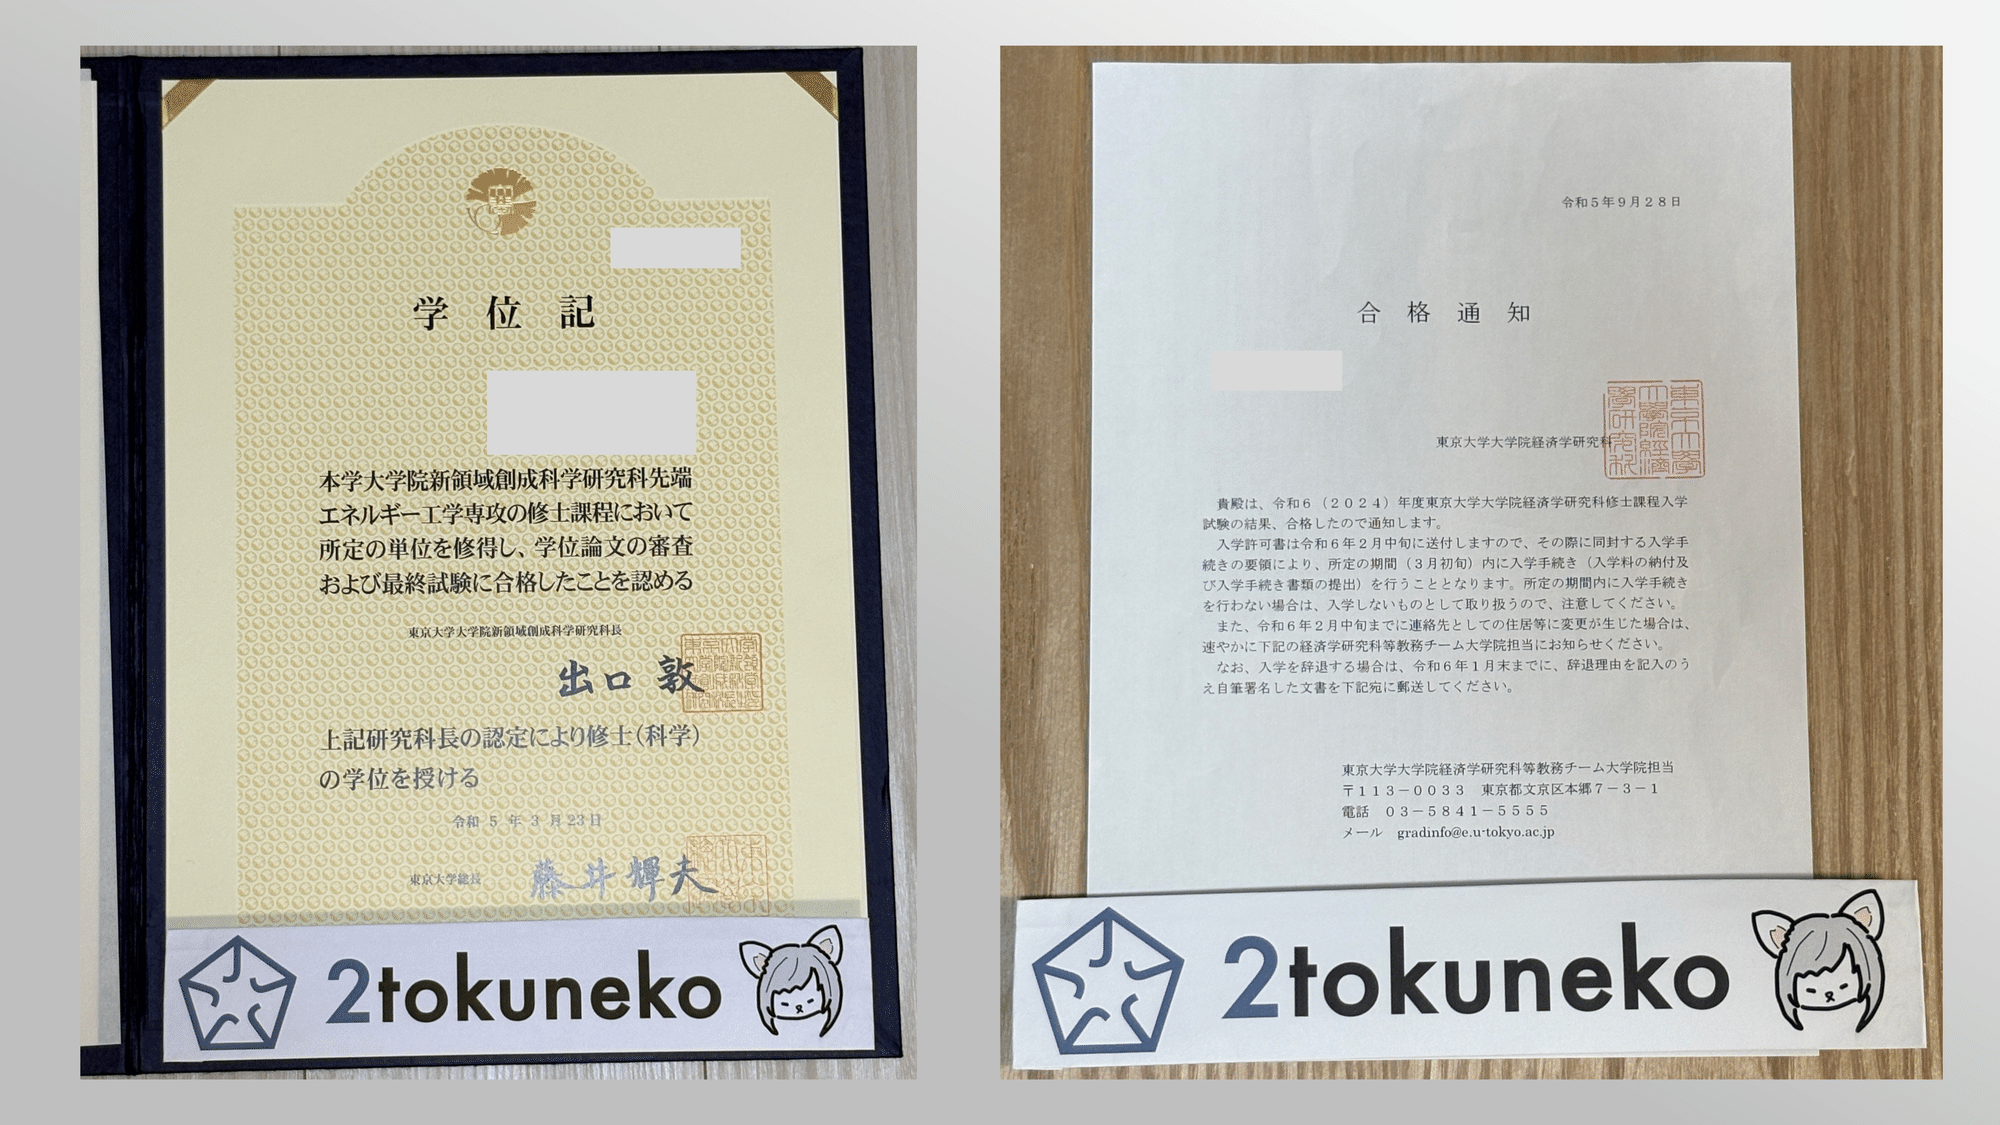 学位記
本学大学院新領域創成科学研究科先端
エネルギー工学専攻の修士課程において
所定の単位を修得し、学位論文の審査
および最終試験に合格したことを認める
東京大学大学院新領域創成科学研究科長
出口 敦
上記研究科長の認定により修士(科学)
の学位を授ける
令和 5 年 3 月 23 日
東京大学総長
藤井輝夫
2tokuneko
令和5年9月28日
合格通知
東京大学大学院経済学研究科
貴殿は、令和6(2024)年度東京大学大学院経済学研究科修士課程入学
試験の結果、合格したので通知します。
入学許可書は令和6年2月中旬に送付しますので、その際に同封する入学手
続きの要領により、所定の期間(3月初旬)内に入学手続き(入学料の納付及
び入学手続き書類の提出)を行うこととなります。所定の期間内に入学手続き
を行わない場合は、入学しないものとして取り扱うので、注意してください。
また、令和6年2月中旬までに連絡先としての住居等に変更が生じた場合は、
速やかに下記の経済学研究科等教務チーム大学院担当にお知らせください。
なお、入学を辞退する場合は、令和6年1月末までに、辞退理由を記入のう
え自筆署名した文書を下記宛に郵送してください。
東京大学大学院経済学研究科等教務チーム大学院担当
〒113-0033 東京都文京区本郷7-3-1
電話 03-5841-5555
メール gradinfo@e.u-tokyo.ac.jp
2tokuneko